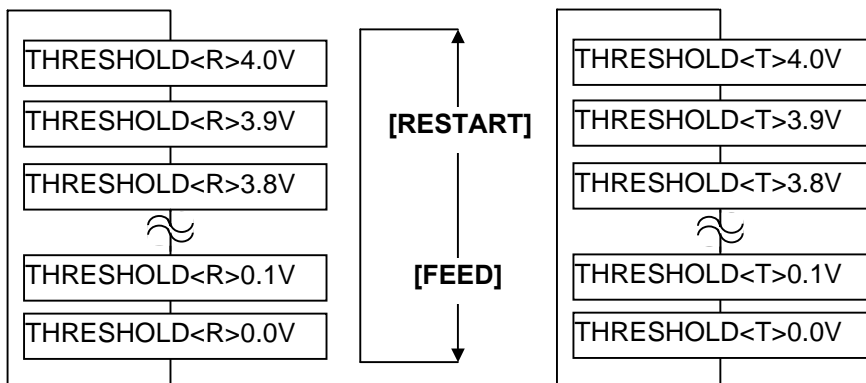 THRESHOLD<R>4.0V
THRESHOLD<R>3.9V
THRESHOLD<R>3.8V
THRESHOLD<R>0.1V
THRESHOLD<R>0.0V
[RESTART]
[FEED]
THRESHOLD<T>4.0V
THRESHOLD<T>3.9V
THRESHOLD<T>3.8V
THRESHOLD<T>0.1V
THRESHOLD<T>0.0V